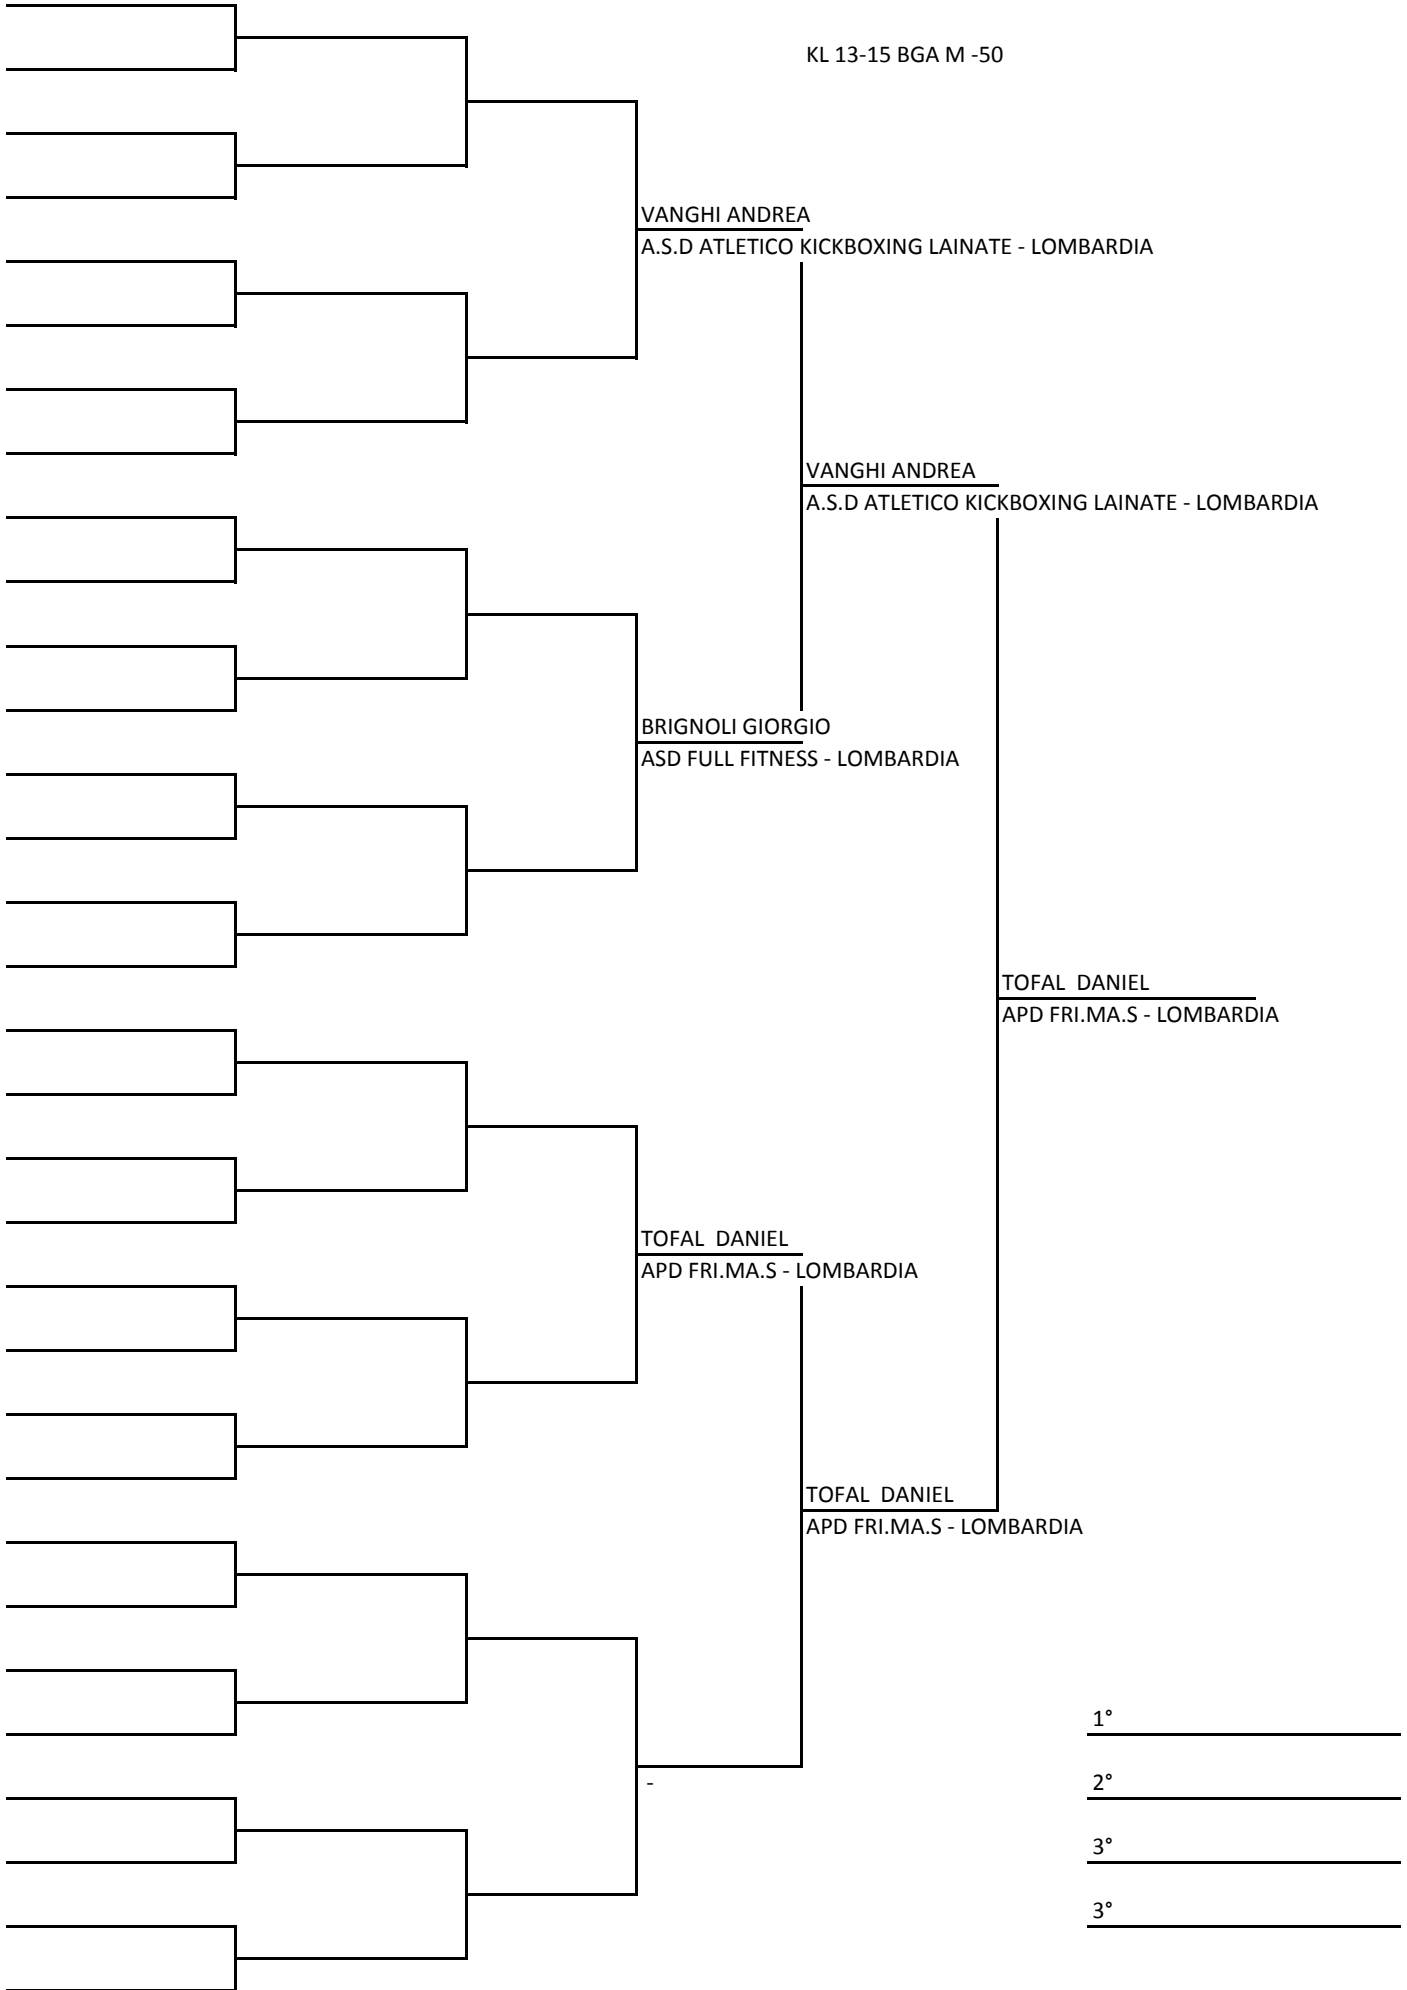 KL 13-15 BGA M -50
VANGHI ANDREA
A.S.D ATLETICO KICKBOXING LAINATE - LOMBARDIA
VANGHI ANDREA
A.S.D ATLETICO KICKBOXING LAINATE - LOMBARDIA
BRIGNOLI GIORGIO
ASD FULL FITNESS - LOMBARDIA
TOFAL  DANIEL
APD FRI.MA.S - LOMBARDIA
TOFAL  DANIEL
APD FRI.MA.S - LOMBARDIA
TOFAL  DANIEL
APD FRI.MA.S - LOMBARDIA
1°
-
2°
3°
3°